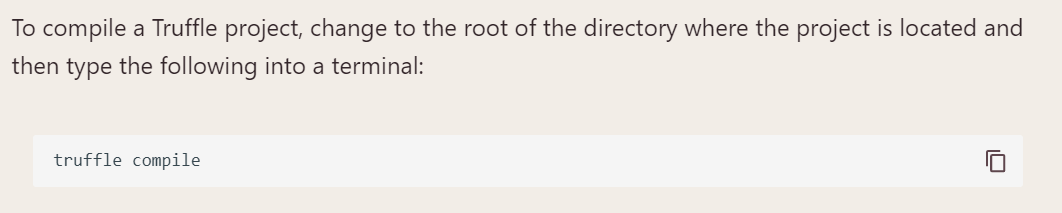 To compile a Truffle project, change to the root of the directory where the project is located and
then type the following into a terminal:
truffle compile